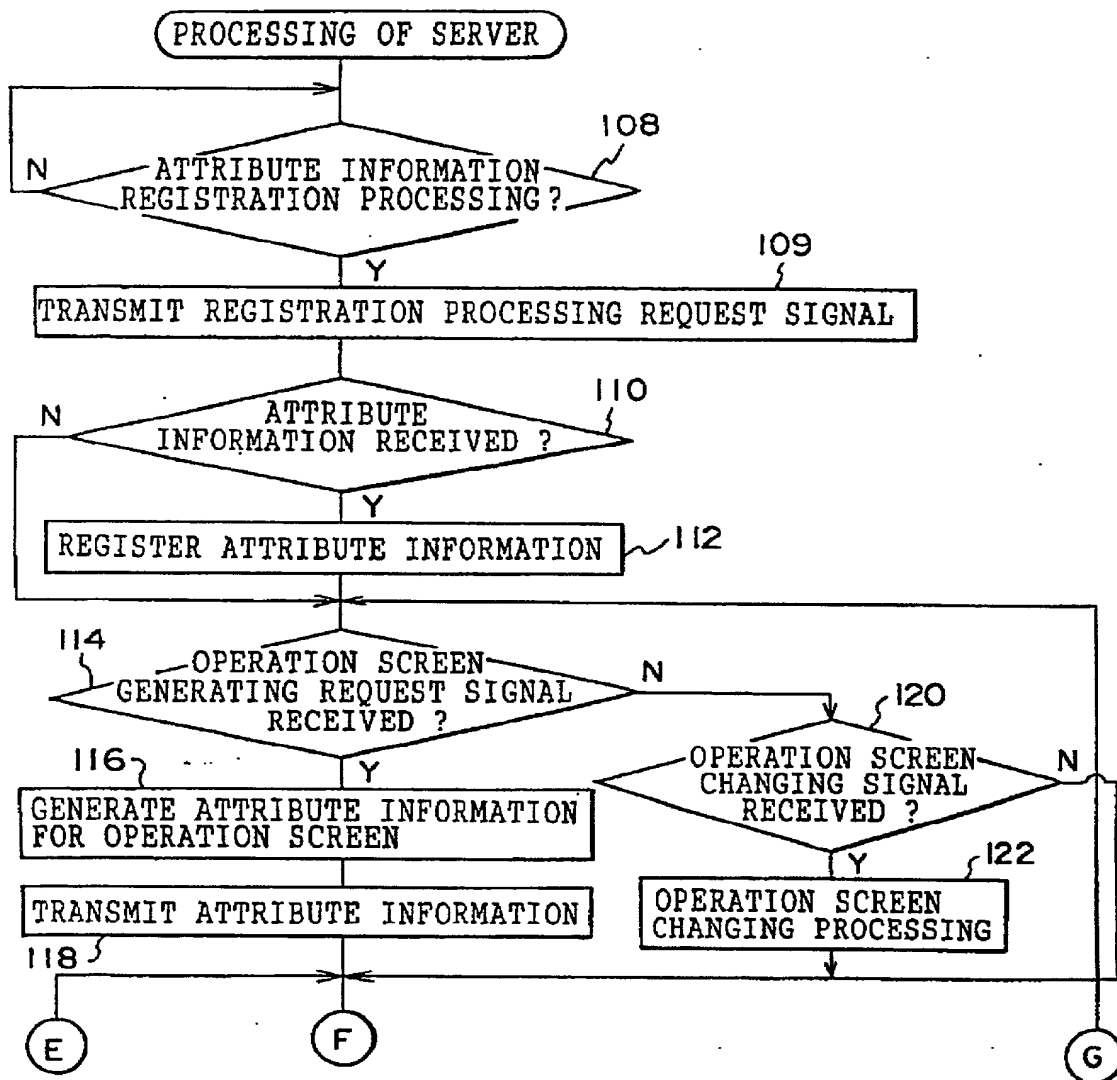 PROCESSING OF SERVER
108
N
ATTRIBUTE INFORMATION
REGISTRATION PROCESSING?
Y
109
TRANSMIT REGISTRATION PROCESSING REQUEST SIGNAL
110
N
ATTRIBUTE
INFORMATION RECEIVED ?
Y
REGISTER ATTRIBUTE INFORMATION
112
114
OPERATION SCREEN
GENERATING REQUEST SIGNAL
RECEIVED ?
N
Y
120
OPERATION SCREEN
CHANGING SIGNAL
RECEIVED ?
N
Y
116
GENERATE ATTRIBUTE INFORMATION
FOR OPERATION SCREEN
122
OPERATION SCREEN
CHANGING PROCESSING
TRANSMIT ATTRIBUTE INFORMATION
118
E
F
G